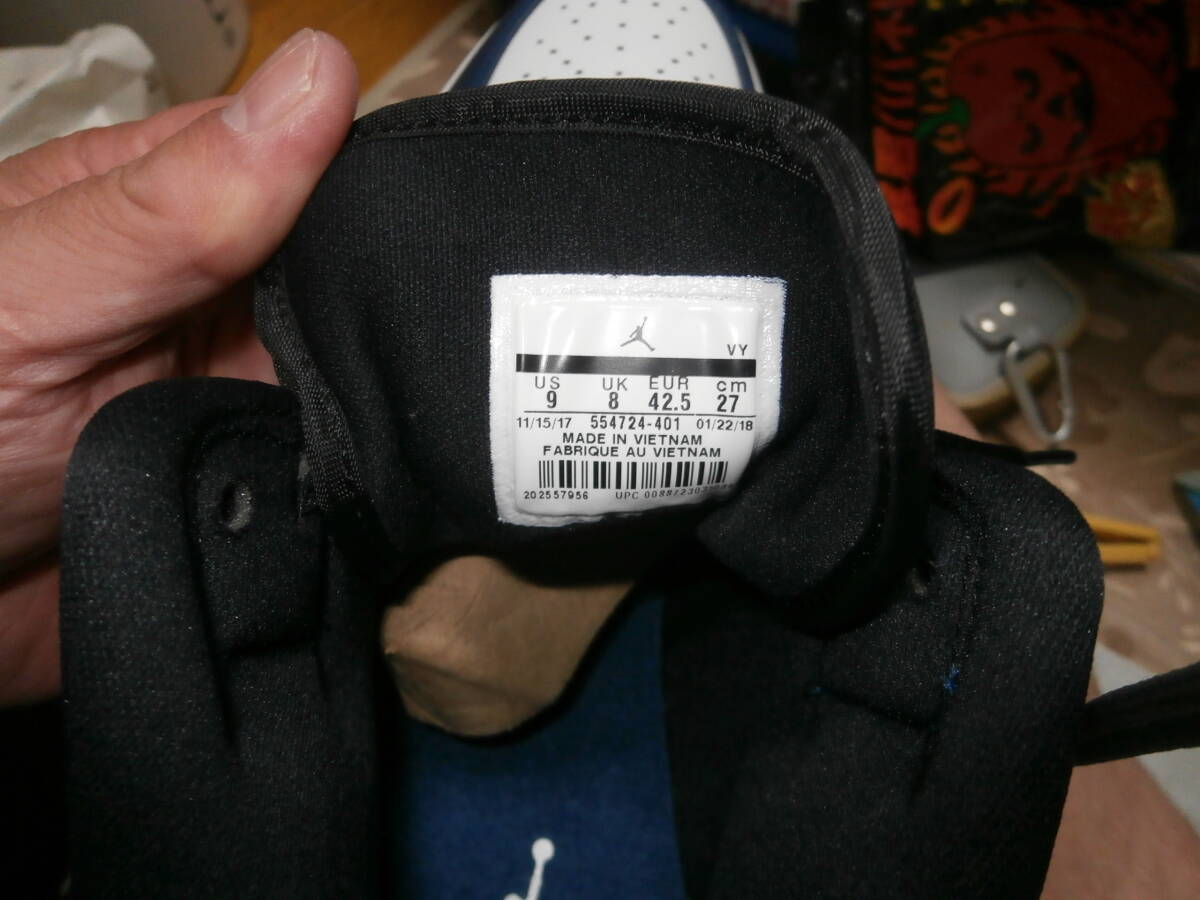 VY
US UK EUR cm
9 8 42.5 27
11/15/17 554724-401 01/22/18
MADE IN VIETNAM
FABRIQUE AU VIETNAM
202557956 UPC